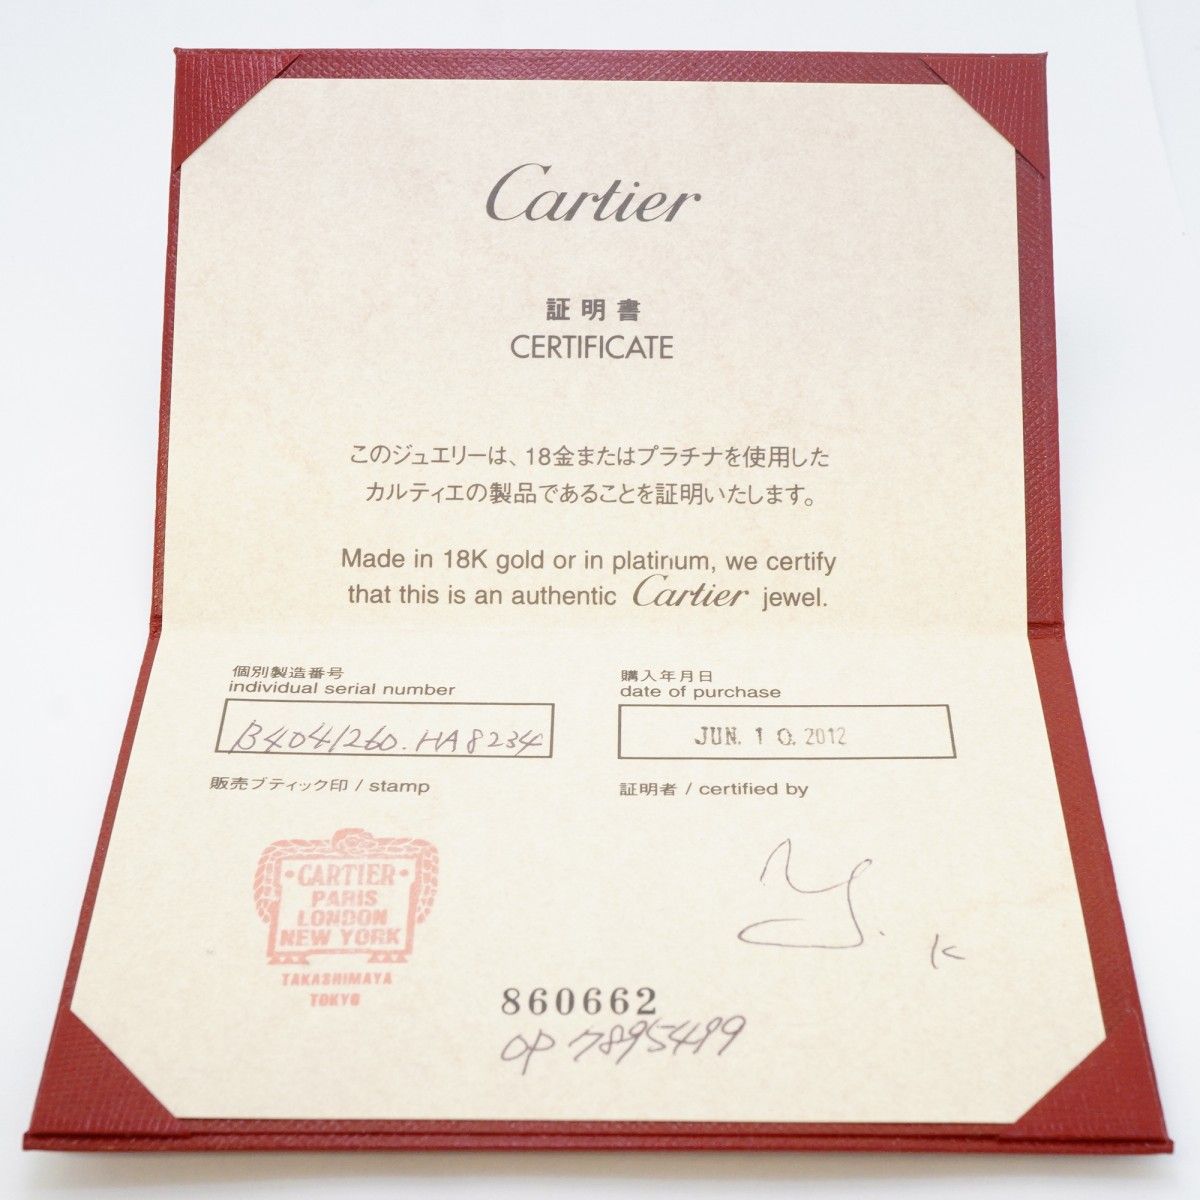 Cartier
証明書
CERTIFICATE
このジュエリーは、18金またはプラチナを使用した
カルティエの製品であることを証明いたします。
Made in 18K gold or in platinum, we certify
that this is an authentic Cartier jewel.
個別製造番号
individual serial number
B4041260. HA8234
購入年月日
date of purchase
JUN. 10. 2012
販売ブティック印 / stamp
証明者 / certified by
·CARTIER·
PARIS
LONDON
NEW YORK
TAKASHIMAYA
TOKYO
K
860662
OP 7895499